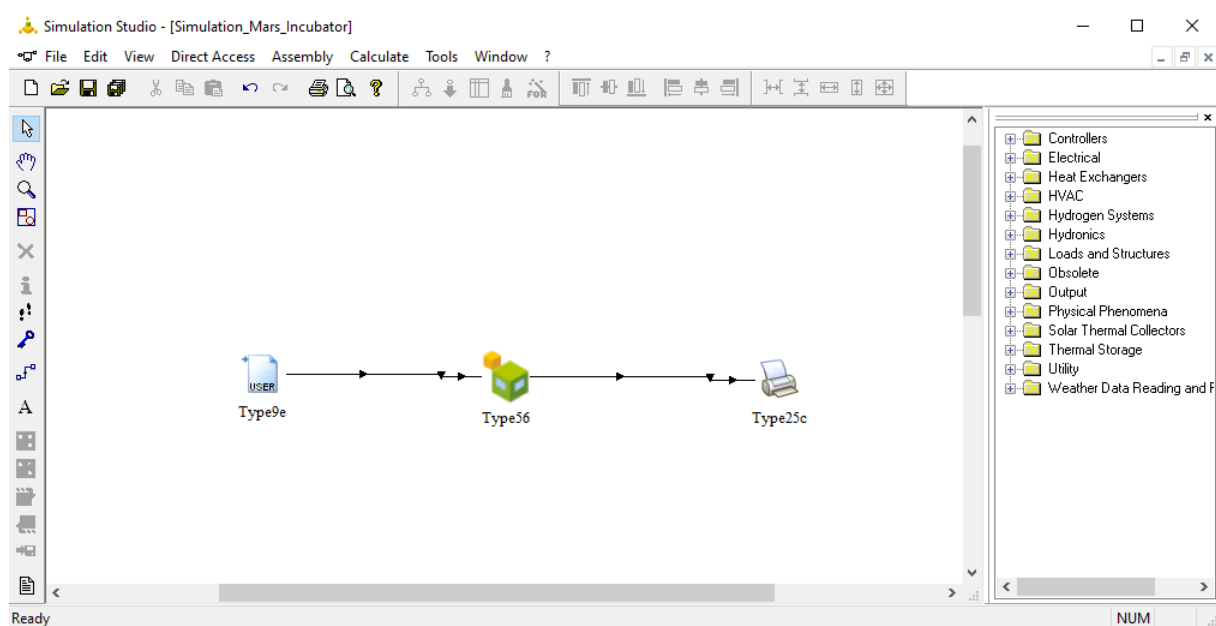 Simulation Studio - [Simulation_Mars_Incubator]
File Edit View Direct Access Assembly Calculate Tools Window ?
FOR
A
USER
Type9e
Type56
Type25c
Controllers
Electrical
Heat Exchangers
HVAC
Hydrogen Systems
Hydronics
Loads and Structures
Obsolete
Output
Physical Phenomena
Solar Thermal Collectors
Thermal Storage
Utility
Weather Data Reading and P
Ready
NUM